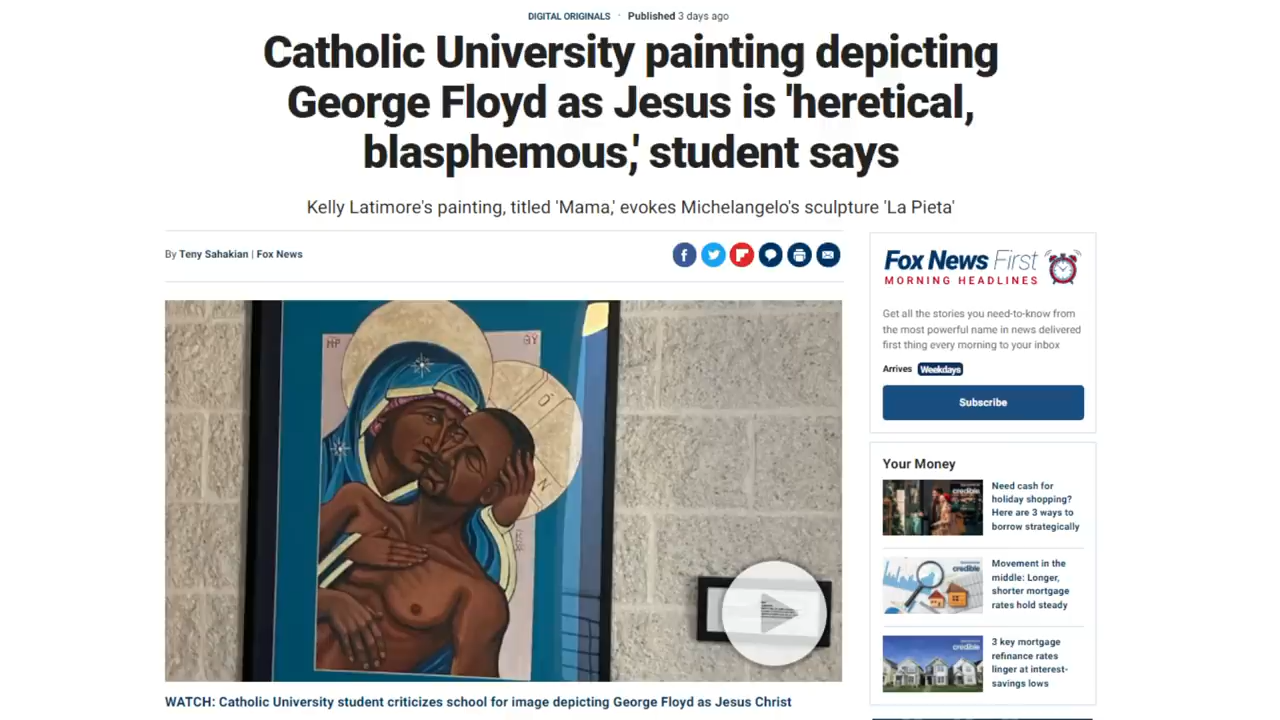 DIGITAL ORIGINALS · Published 3 days ago
Catholic University painting depicting
George Floyd as Jesus is 'heretical,
blasphemous,' student says
Kelly Latimore's painting, titled 'Mama,' evokes Michelangelo's sculpture 'La Pieta'
By Teny Sahakian | Fox News
Fox News First
MORNING HEADLINES
Get all the stories you need-to-know from
the most powerful name in news delivered
first thing every morning to your inbox
Arrives Weekdays
Subscribe
Your Money
credible
Need cash for
holiday shopping?
Here are 3 ways to
borrow strategically
credible
Movement in the
middle: Longer,
shorter mortgage
rates hold steady
credible
3 key mortgage
refinance rates
linger at interest-
savings lows
WATCH: Catholic University student criticizes school for image depicting George Floyd as Jesus Christ